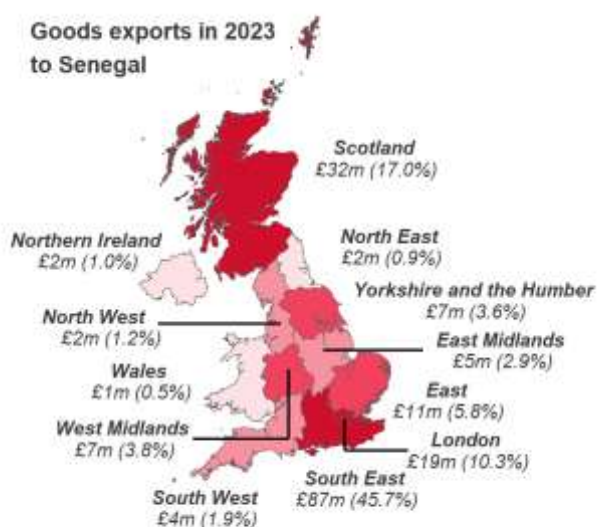 Goods exports in 2023
to Senegal
Scotland
£32m (17.0%)
Northern Ireland
£2m (1.0%)
North East
£2m (0.9%)
Yorkshire and the Humber
£7m (3.6%)
North West
£2m (1.2%)
East Midlands
£5m (2.9%)
Wales
£1m (0.5%)
East
£11m (5.8%)
West Midlands
£7m (3.8%)
London
£19m (10.3%)
South East
£87m (45.7%)
South West
£4m (1.9%)